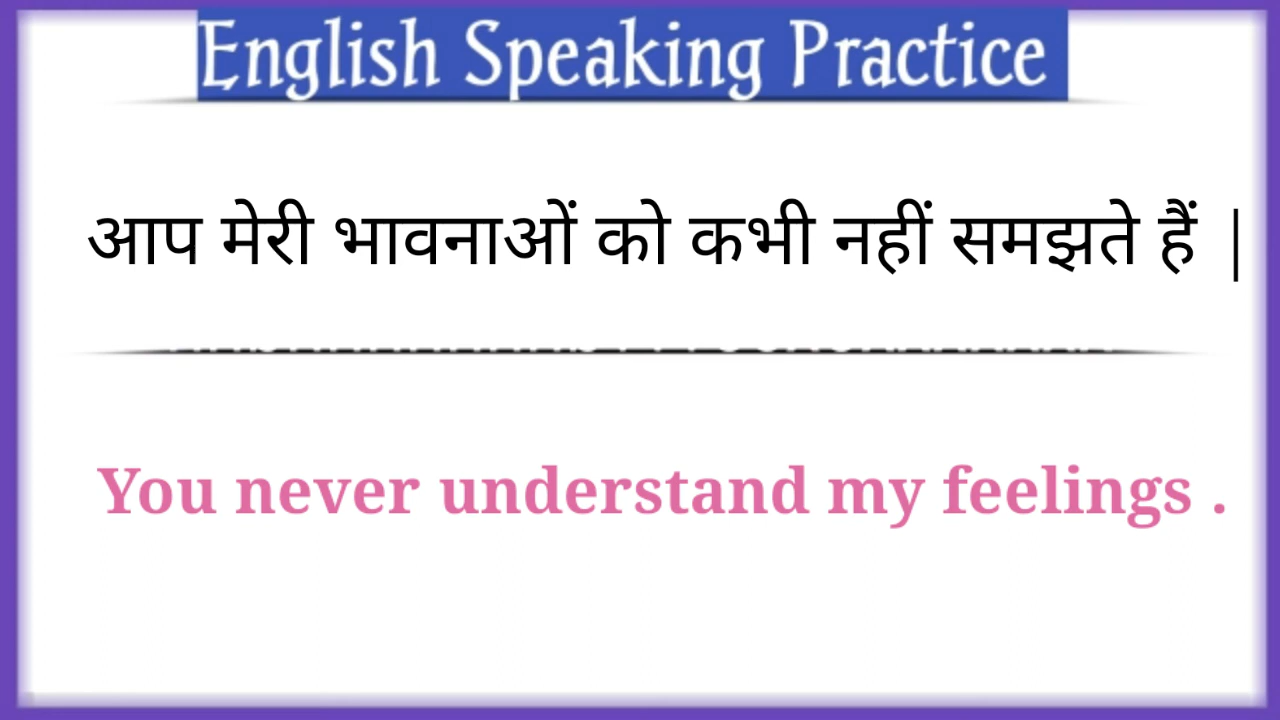 English Speaking Practice
आप मेरी भावनाओं को कभी नहीं समझते हैं |
You never understand my feelings .